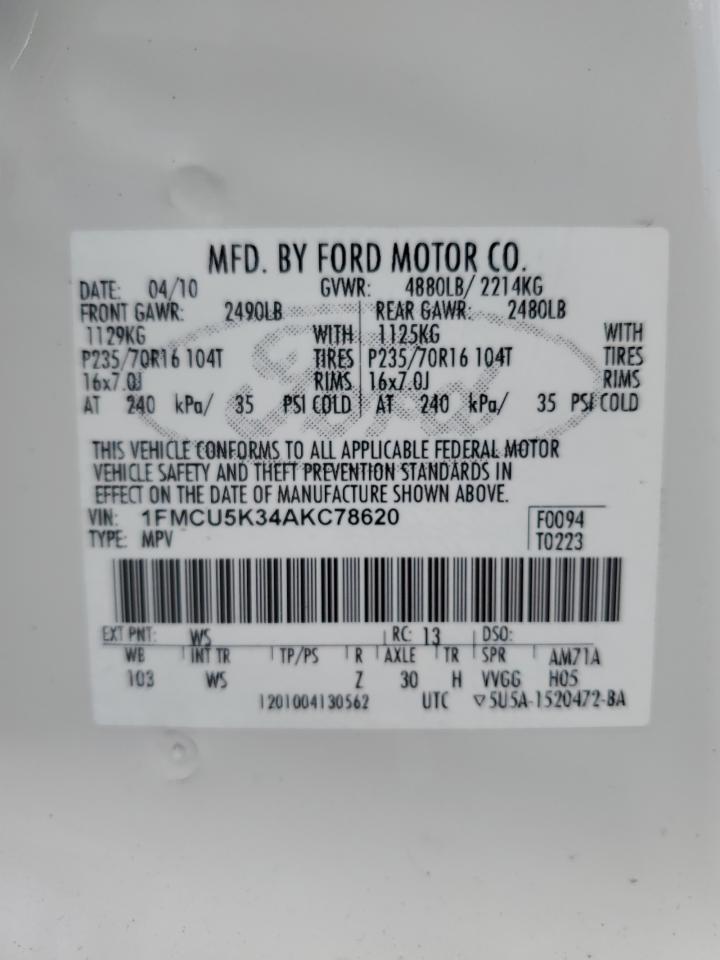 MFD. BY FORD MOTOR CO.
DATE: 04/10 GVWR: 4880LB/ 2214KG
FRONT GAWR: 2490LB REAR GAWR: 2480LB
1129KG WITH 1125KG WITH
P235/70R16 104T TIRES P235/70R16 104T TIRES
16x7.0J RIMS 16x7.0J RIMS
AT 240 kPa/ 35 PSI COLD AT 240 kPa/ 35 PSI COLD
Ford
THIS VEHICLE CONFORMS TO ALL APPLICABLE FEDERAL MOTOR
VEHICLE SAFETY AND THEFT PREVENTION STANDARDS IN
EFFECT ON THE DATE OF MANUFACTURE SHOWN ABOVE.
VIN: 1FMCU5K34AKC78620 F0094
TYPE: MPV T0223
EXT PNT: WS RC: 13 DSO:
WB INT TR TP/PS R AXLE TR SPR AM71A
103 WS Z 30 H VVGG H05
1201004130562 UTC ▽5U5A-1520472-BA